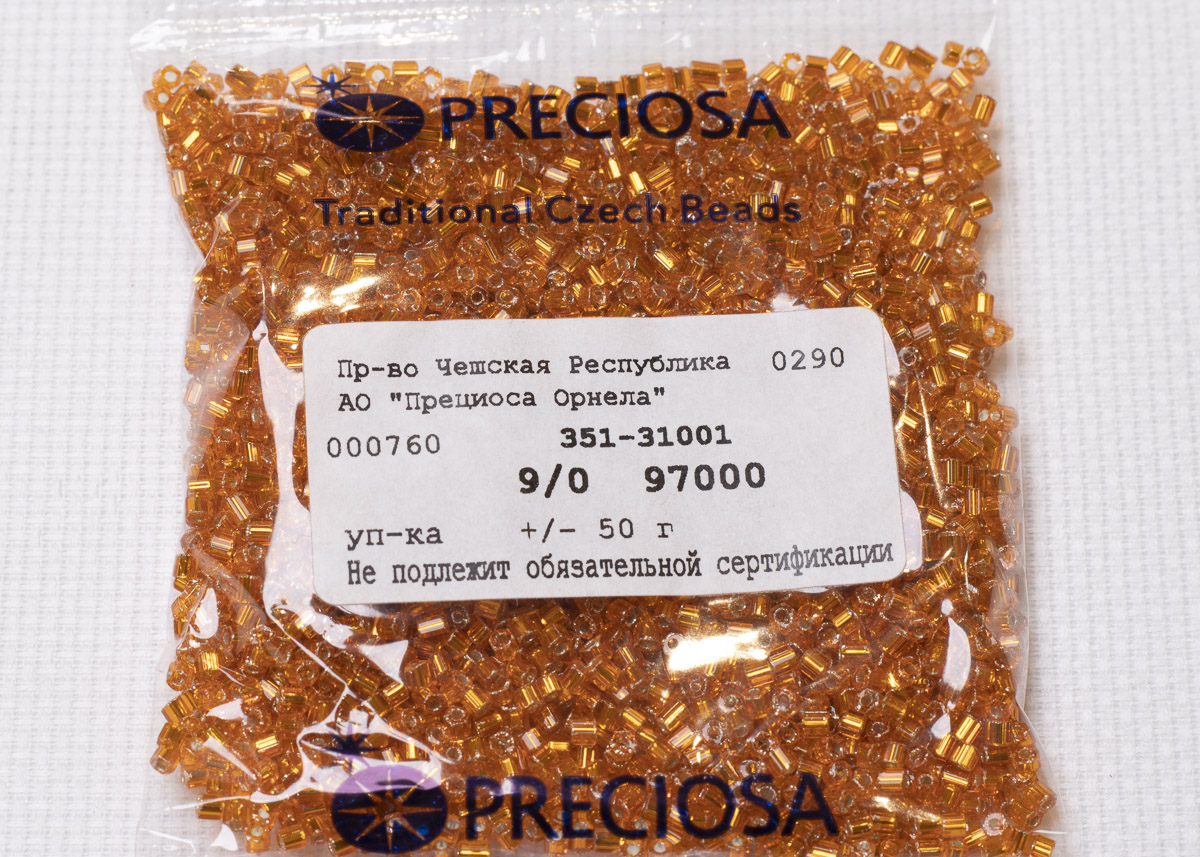 PRECIOSA
Traditional Czech Beads
Пр-во Чешская Республика 0290
АО "Прециоса Орнела"
000760 351-31001
9/0 97000
уп-ка +/- 50 г
Не подлежит обязательной сертификации
PRECIOSA